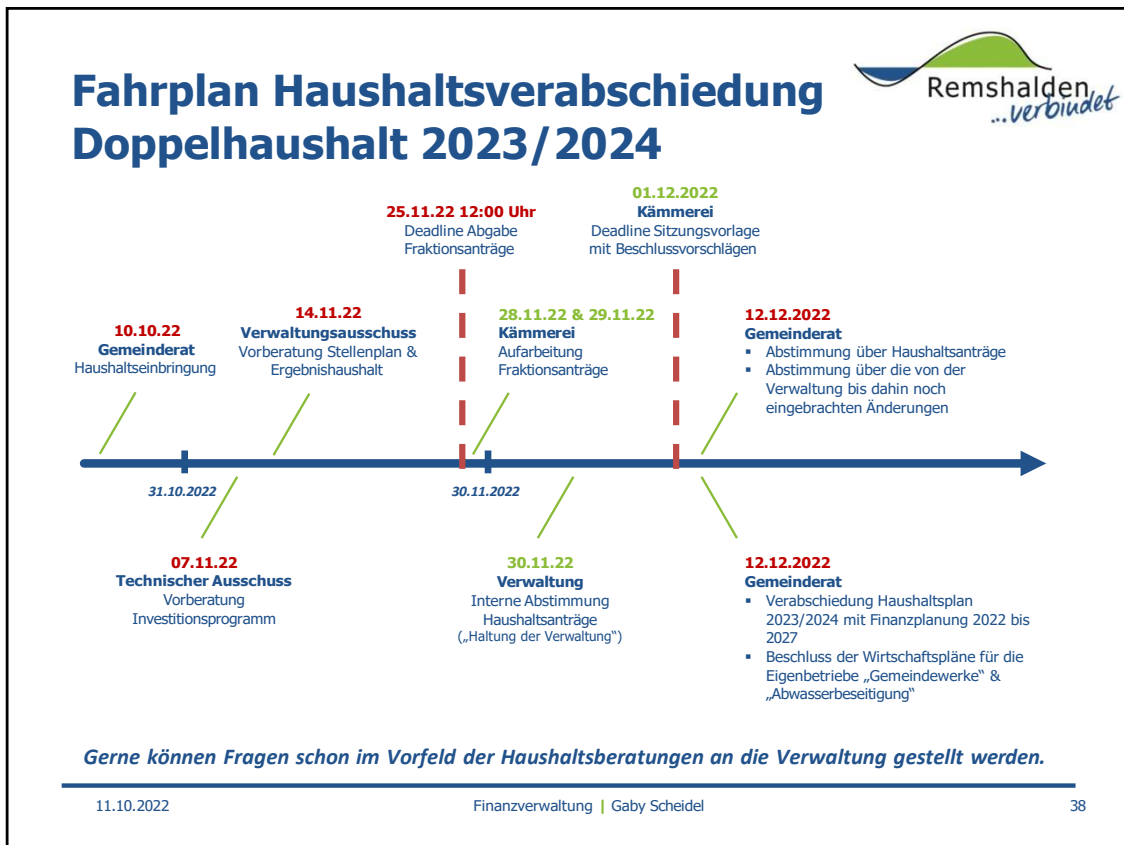 Fahrplan Haushaltsverabschiedung
Doppelhaushalt 2023/2024
Remshalden
...verbindet
25.11.22 12:00 Uhr
Deadline Abgabe
Fraktionsanträge
01.12.2022
Kämmerei
Deadline Sitzungsvorlage
mit Beschlussvorschlägen
10.10.22
Gemeinderat
Haushaltseinbringung
14.11.22
Verwaltungsausschuss
Vorberatung Stellenplan &
Ergebnishaushalt
28.11.22 & 29.11.22
Kämmerei
Aufarbeitung
Fraktionsanträge
12.12.2022
Gemeinderat
▪ Abstimmung über Haushaltsanträge
▪ Abstimmung über die von der
Verwaltung bis dahin noch
eingebrachten Änderungen
31.10.2022
30.11.2022
07.11.22
Technischer Ausschuss
Vorberatung
Investitionsprogramm
30.11.22
Verwaltung
Interne Abstimmung
Haushaltsanträge
(„Haltung der Verwaltung“)
12.12.2022
Gemeinderat
▪ Verabschiedung Haushaltsplan
2023/2024 mit Finanzplanung 2022 bis
2027
▪ Beschluss der Wirtschaftspläne für die
Eigenbetriebe „Gemeindewerke“ &
„Abwasserbeseitigung“
Gerne können Fragen schon im Vorfeld der Haushaltsberatungen an die Verwaltung gestellt werden.
11.10.2022
Finanzverwaltung | Gaby Scheidel
38